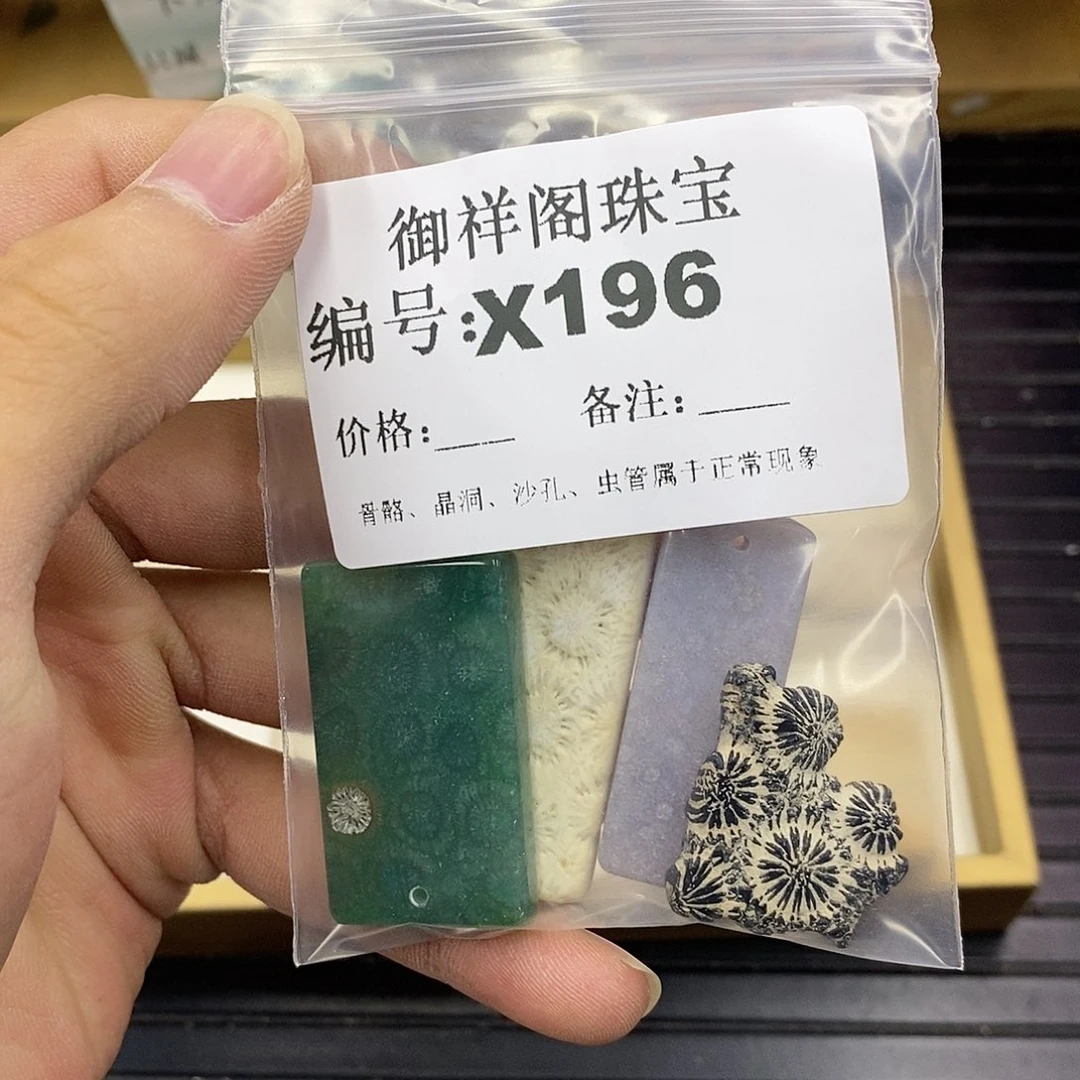 御祥阁珠宝
编号:X196
价格:____ 备注:____
骨骼、晶洞、沙孔、虫管属于正常现象